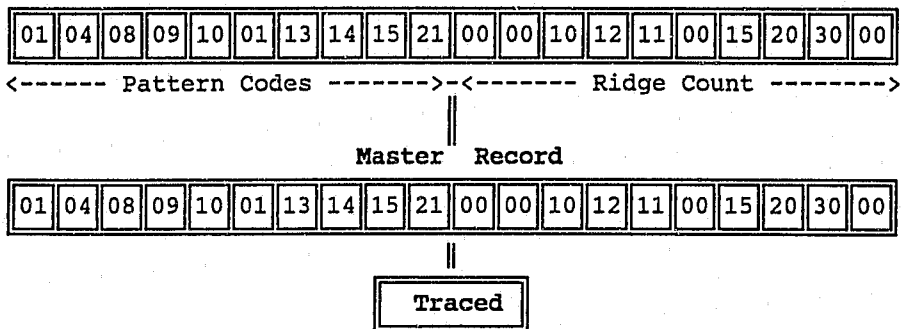 01 04 08 09 10 01 13 14 15 21 00 00 10 12 11 00 15 20 30 00
<------ Pattern Codes ------->-<------- Ridge Count -------->
Master Record
01 04 08 09 10 01 13 14 15 21 00 00 10 12 11 00 15 20 30 00
Traced